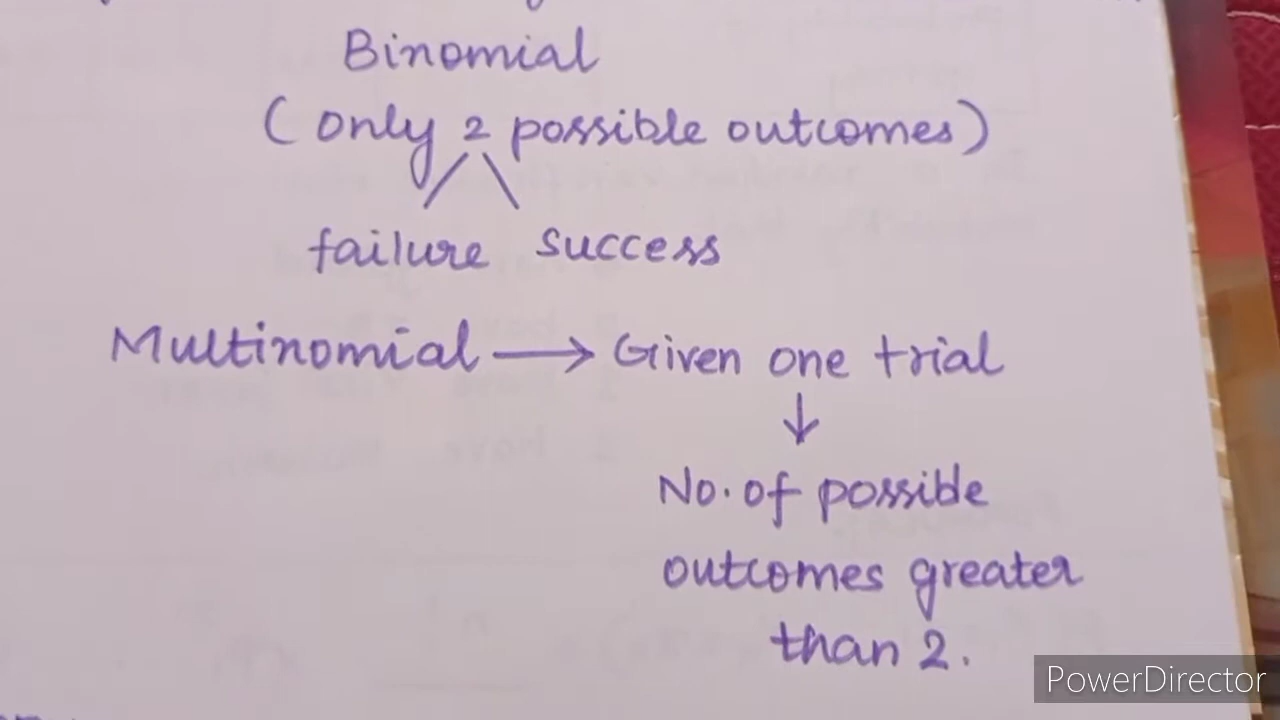 Binomial
(only 2 possible outcomes)
failure success
Multinomial → Given one trial
↓
No. of possible
outcomes greater
than 2.
PowerDirector